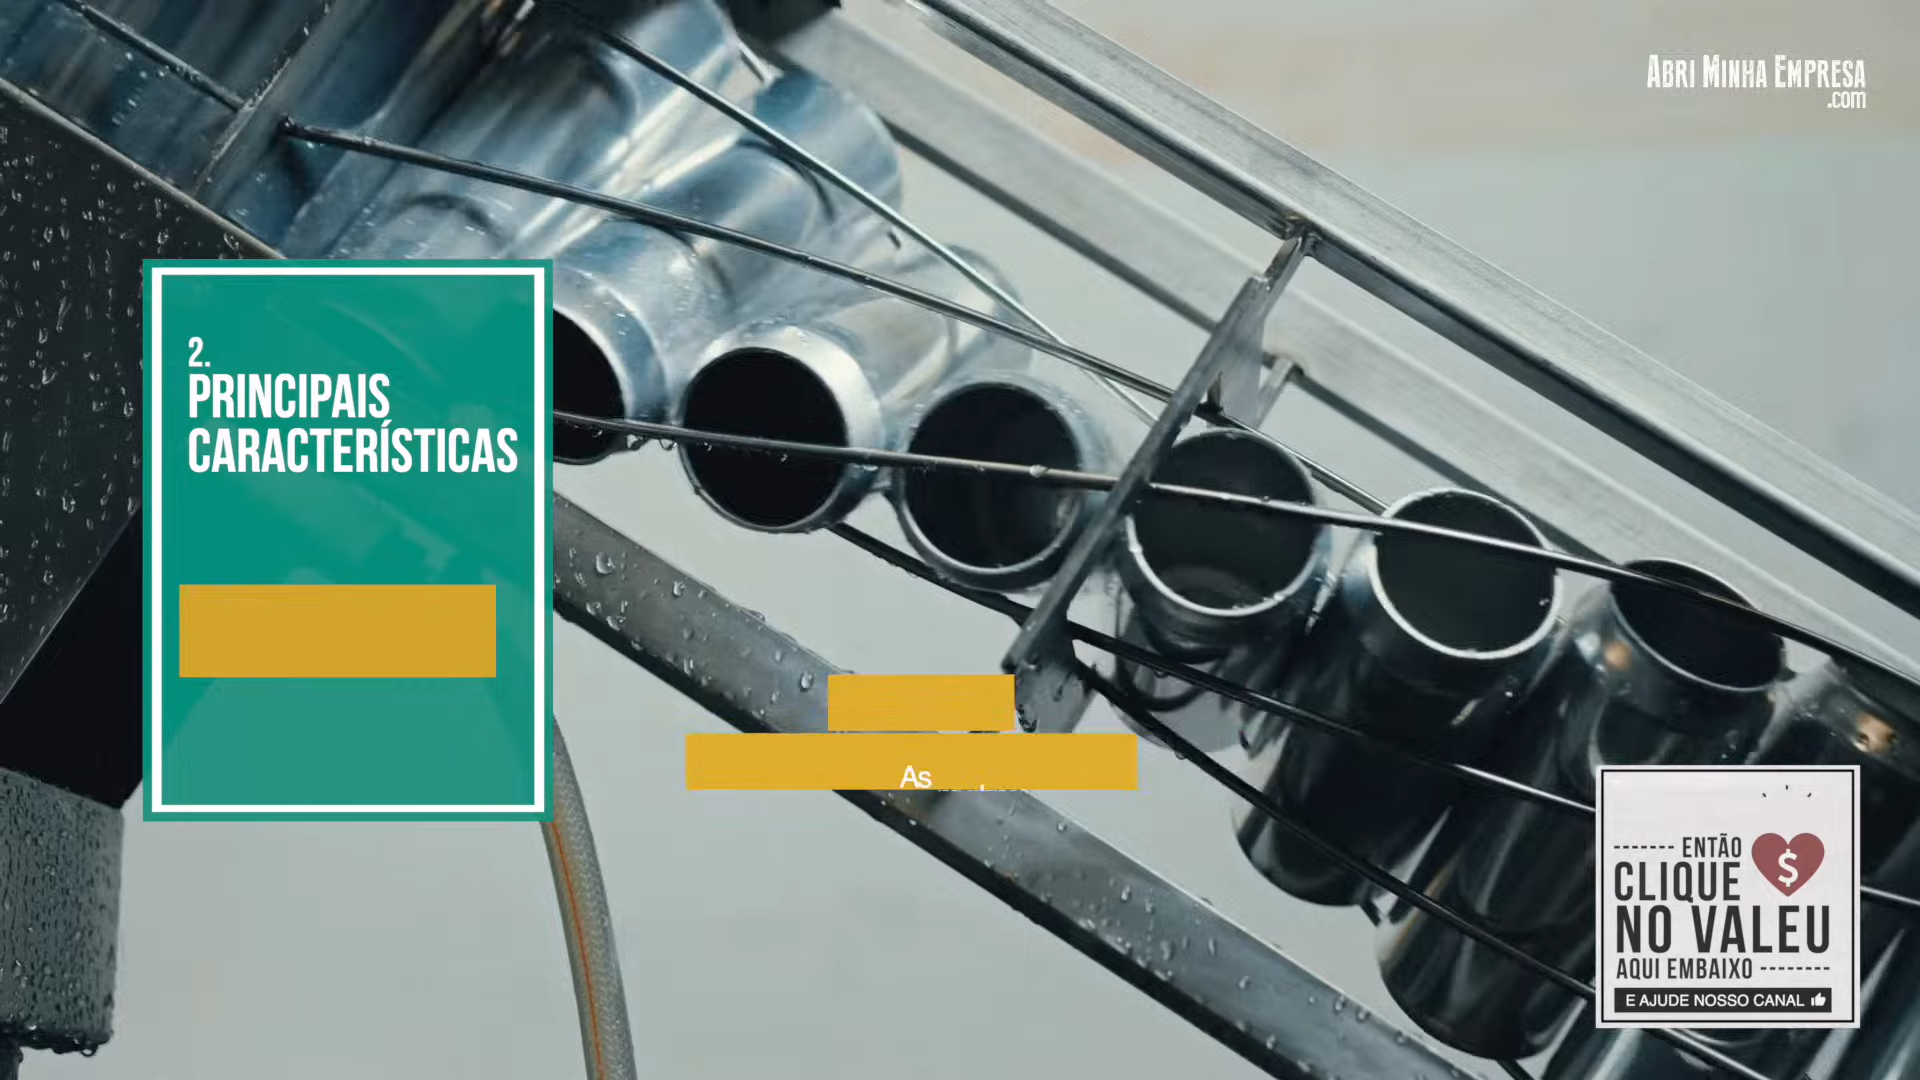 ABRI MINHA EMPRESA
.com
2.
PRINCIPAIS
CARACTERÍSTICAS
As
ENTÃO
CLIQUE
$
NO VALEU
AQUI EMBAIXO
E AJUDE NOSSO CANAL